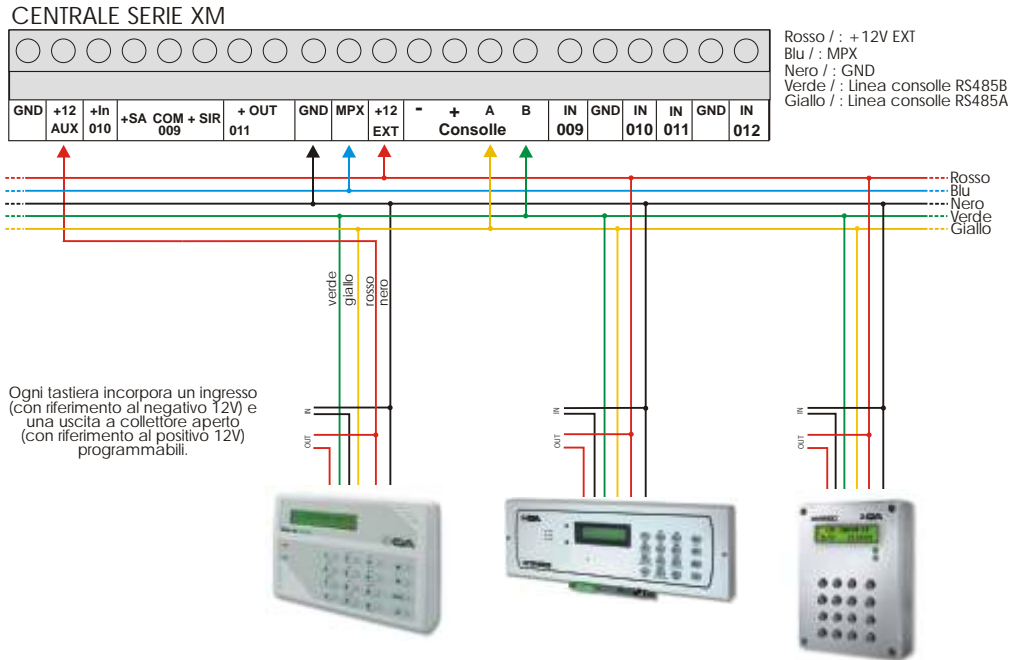 CENTRALE SERIE XM
Rosso / : +12V EXT
Blu / : MPX
Nero / : GND
Verde / : Linea consolle RS485B
Giallo / : Linea consolle RS485A
GND +12 AUX +In 010 +SA COM + SIR 009 + OUT 011 GND MPX +12 EXT - + A B Consolle IN 009 GND IN 010 IN 011 GND IN 012
Rosso
Blu
Nero
Verde
Giallo
verde
giallo
rosso
nero
Ogni tastiera incorpora un ingresso
(con riferimento al negativo 12V) e
una uscita a collettore aperto
(con riferimento al positivo 12V)
programmabili.
IN
OUT
IN
OUT
IN
OUT